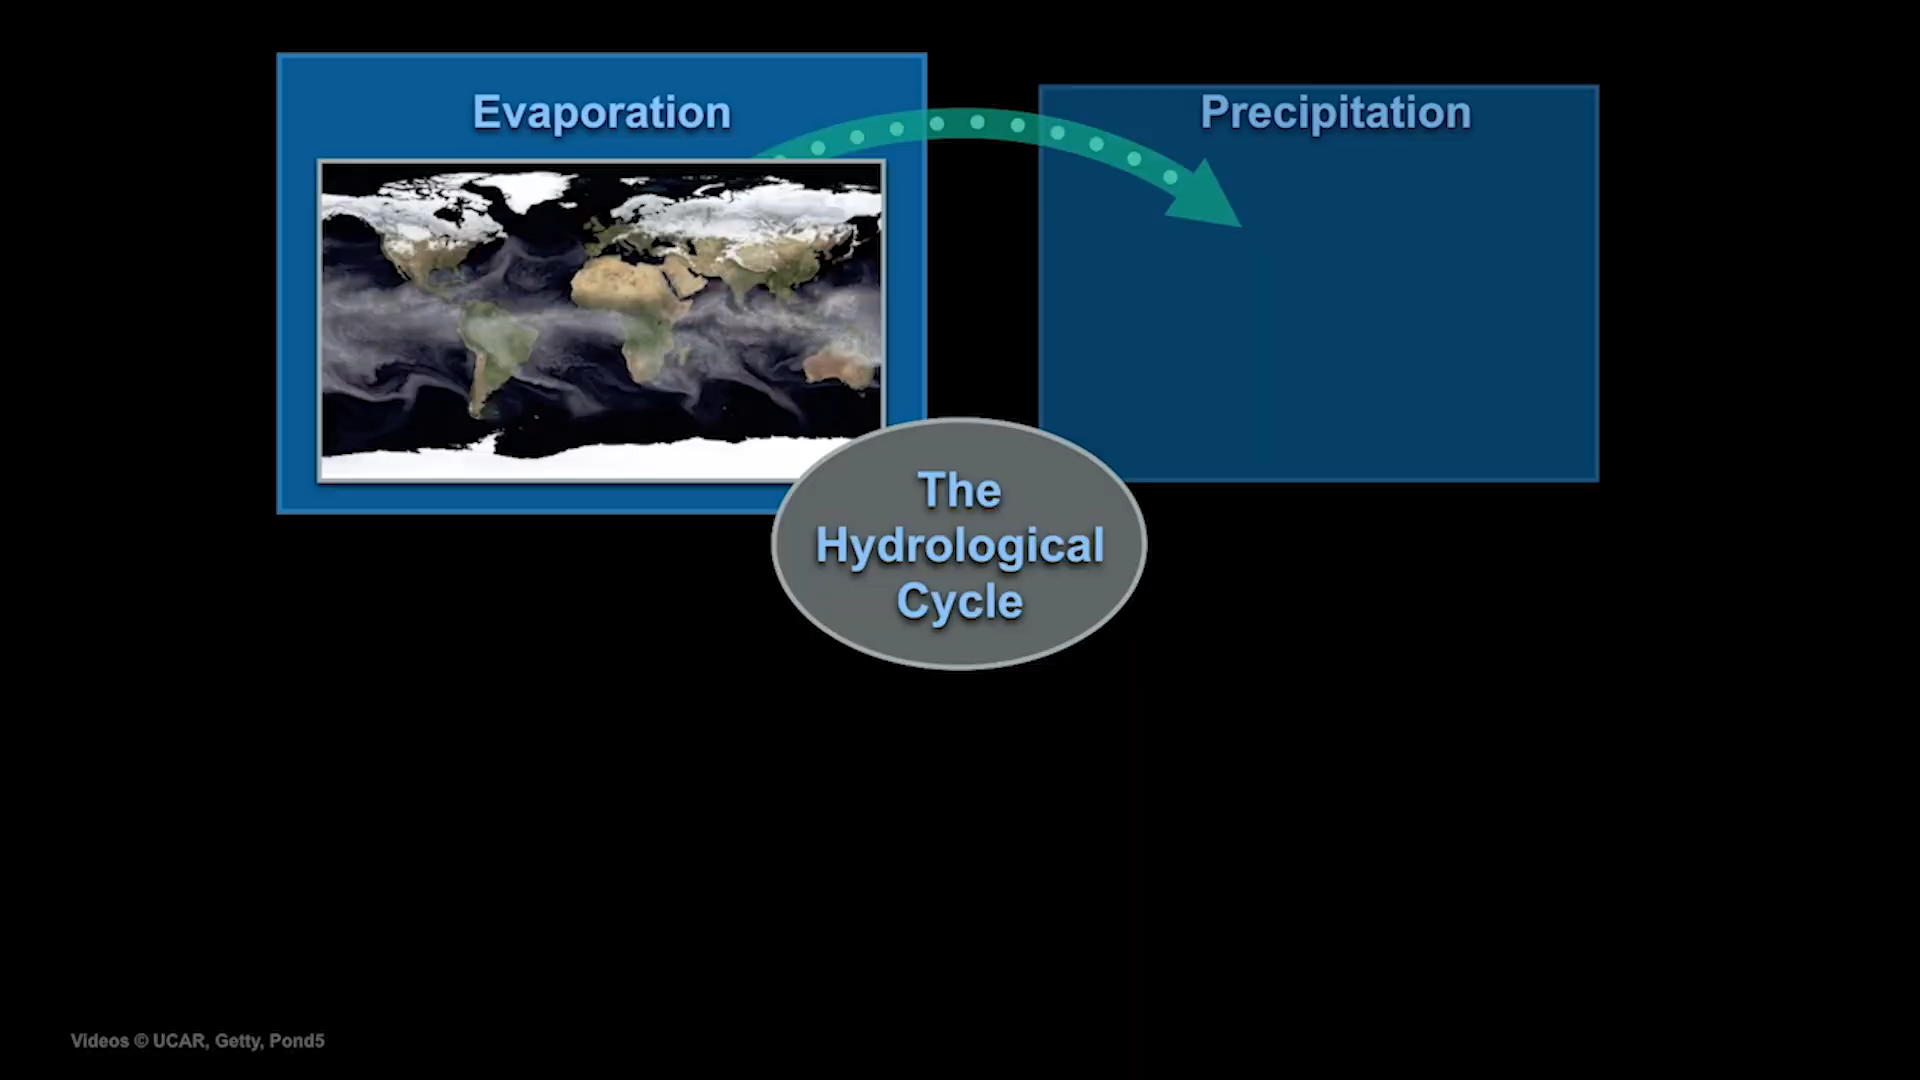 Evaporation
Precipitation
The
Hydrological
Cycle
Videos © UCAR, Getty, Pond5